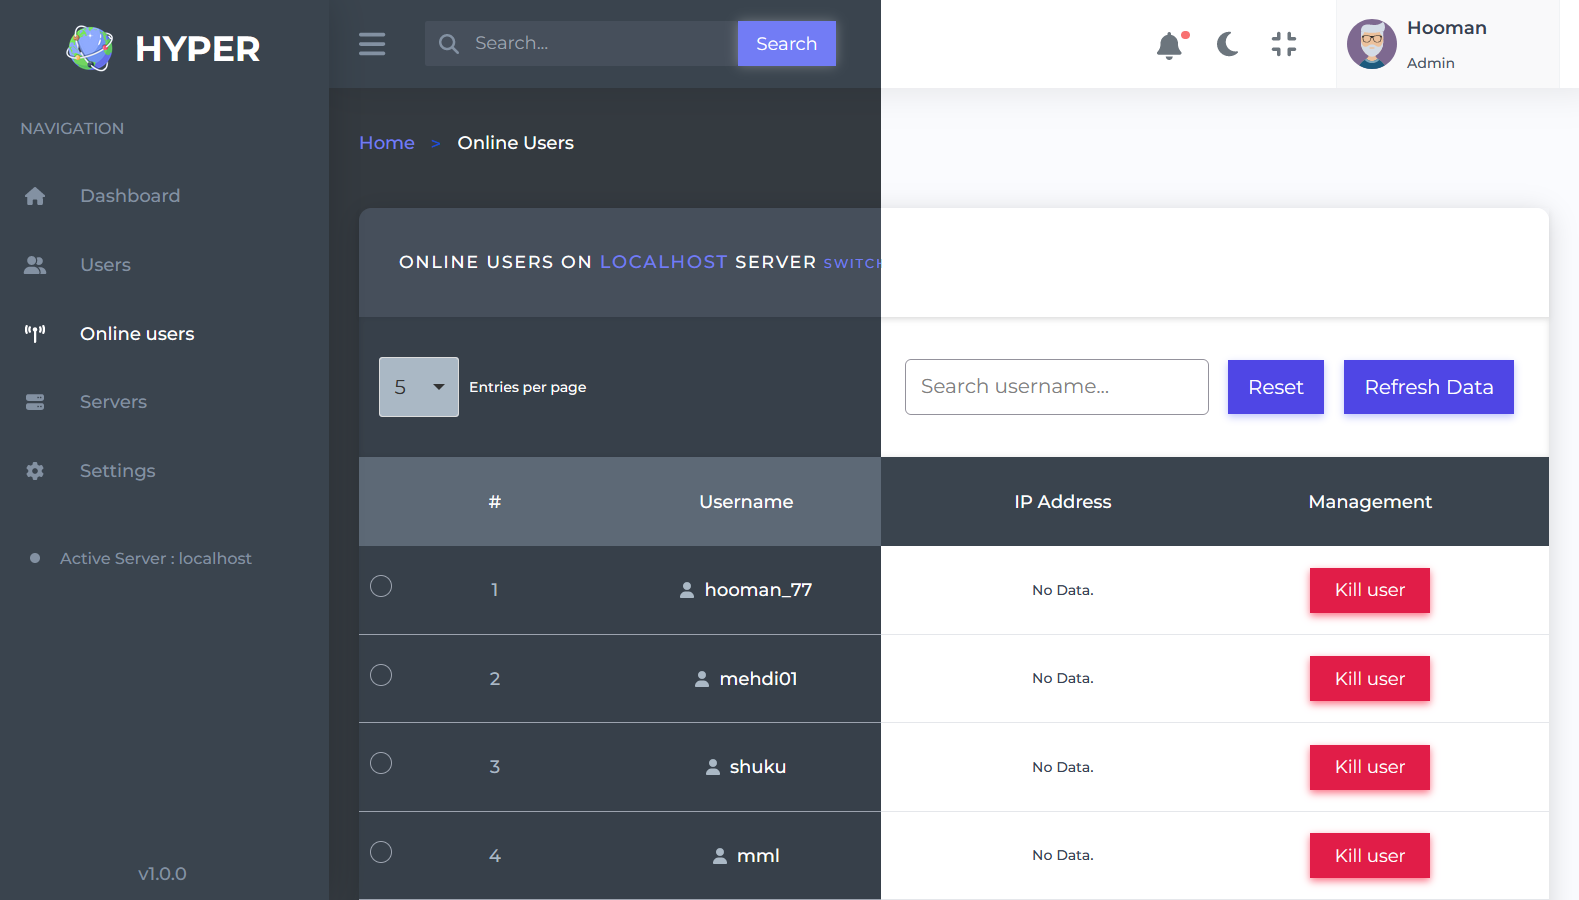 HYPER
Search...
Search
Hooman
Admin
NAVIGATION
Dashboard
Users
Online users
Servers
Settings
Active Server : localhost
v1.0.0
Home > Online Users
ONLINE USERS ON LOCALHOST SERVER SWITCH
5 Entries per page
Search username...
Reset
Refresh Data
# Username IP Address Management
1 hooman_77 No Data. Kill user
2 mehdi01 No Data. Kill user
3 shuku No Data. Kill user
4 mml No Data. Kill user